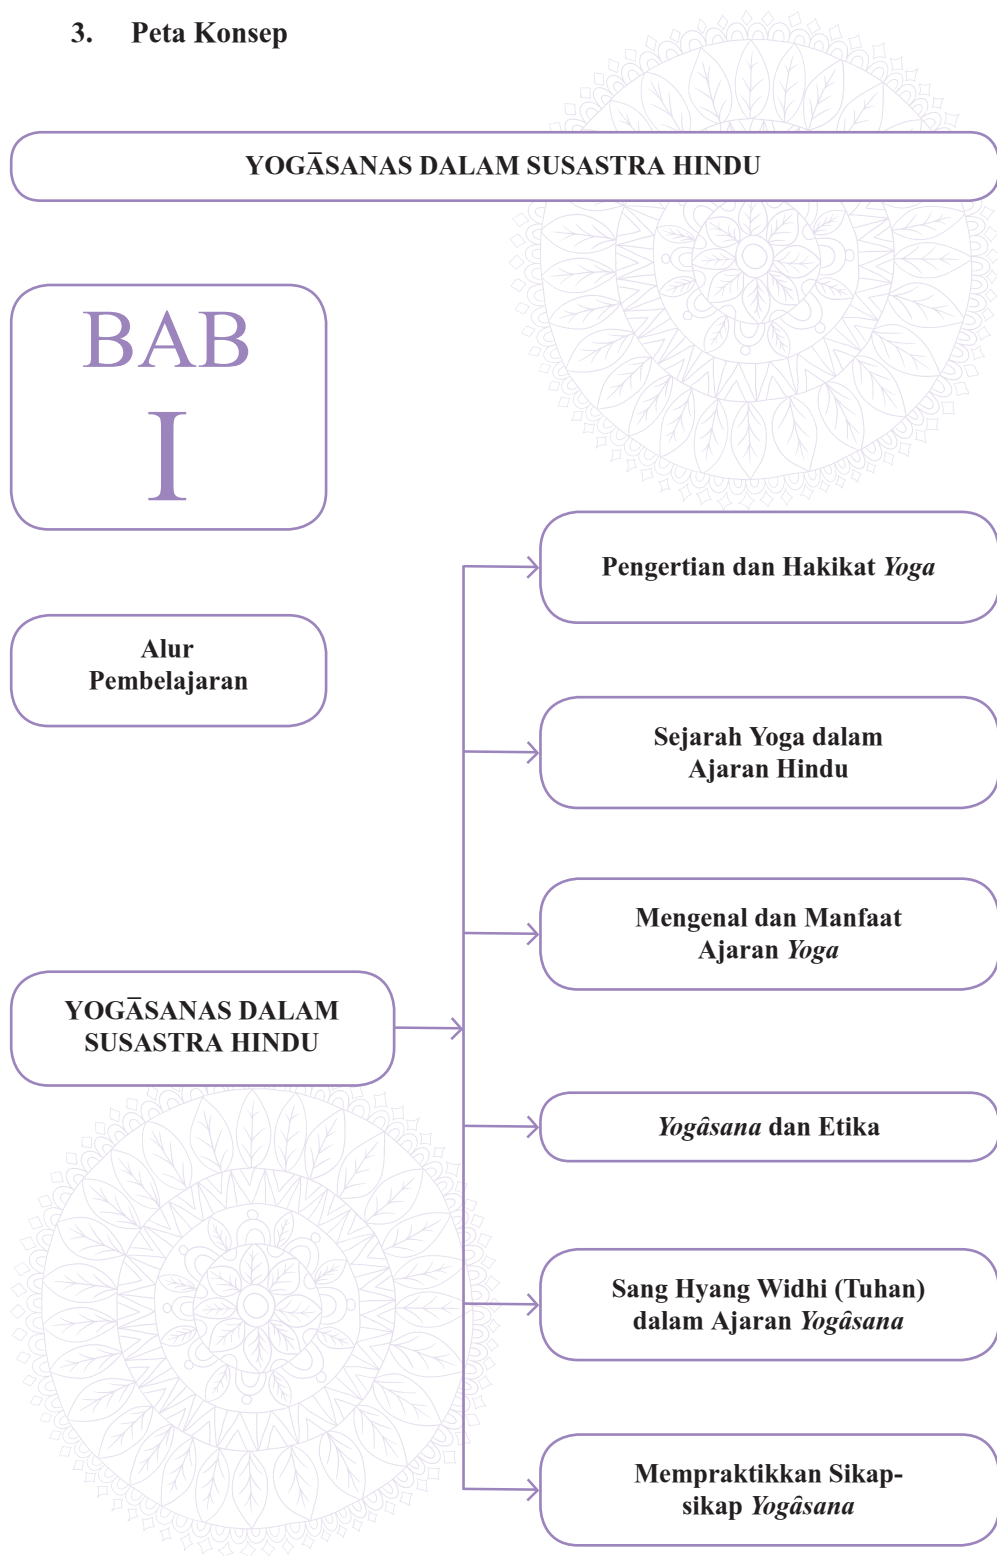 3. Peta Konsep
YOGĀSANAS DALAM SUSASTRA HINDU
BAB
I
Alur
Pembelajaran
YOGĀSANAS DALAM
SUSASTRA HINDU
Pengertian dan Hakikat Yoga
Sejarah Yoga dalam
Ajaran Hindu
Mengenal dan Manfaat
Ajaran Yoga
Yogâsana dan Etika
Sang Hyang Widhi (Tuhan)
dalam Ajaran Yogâsana
Mempraktikkan Sikap-
sikap Yogâsana